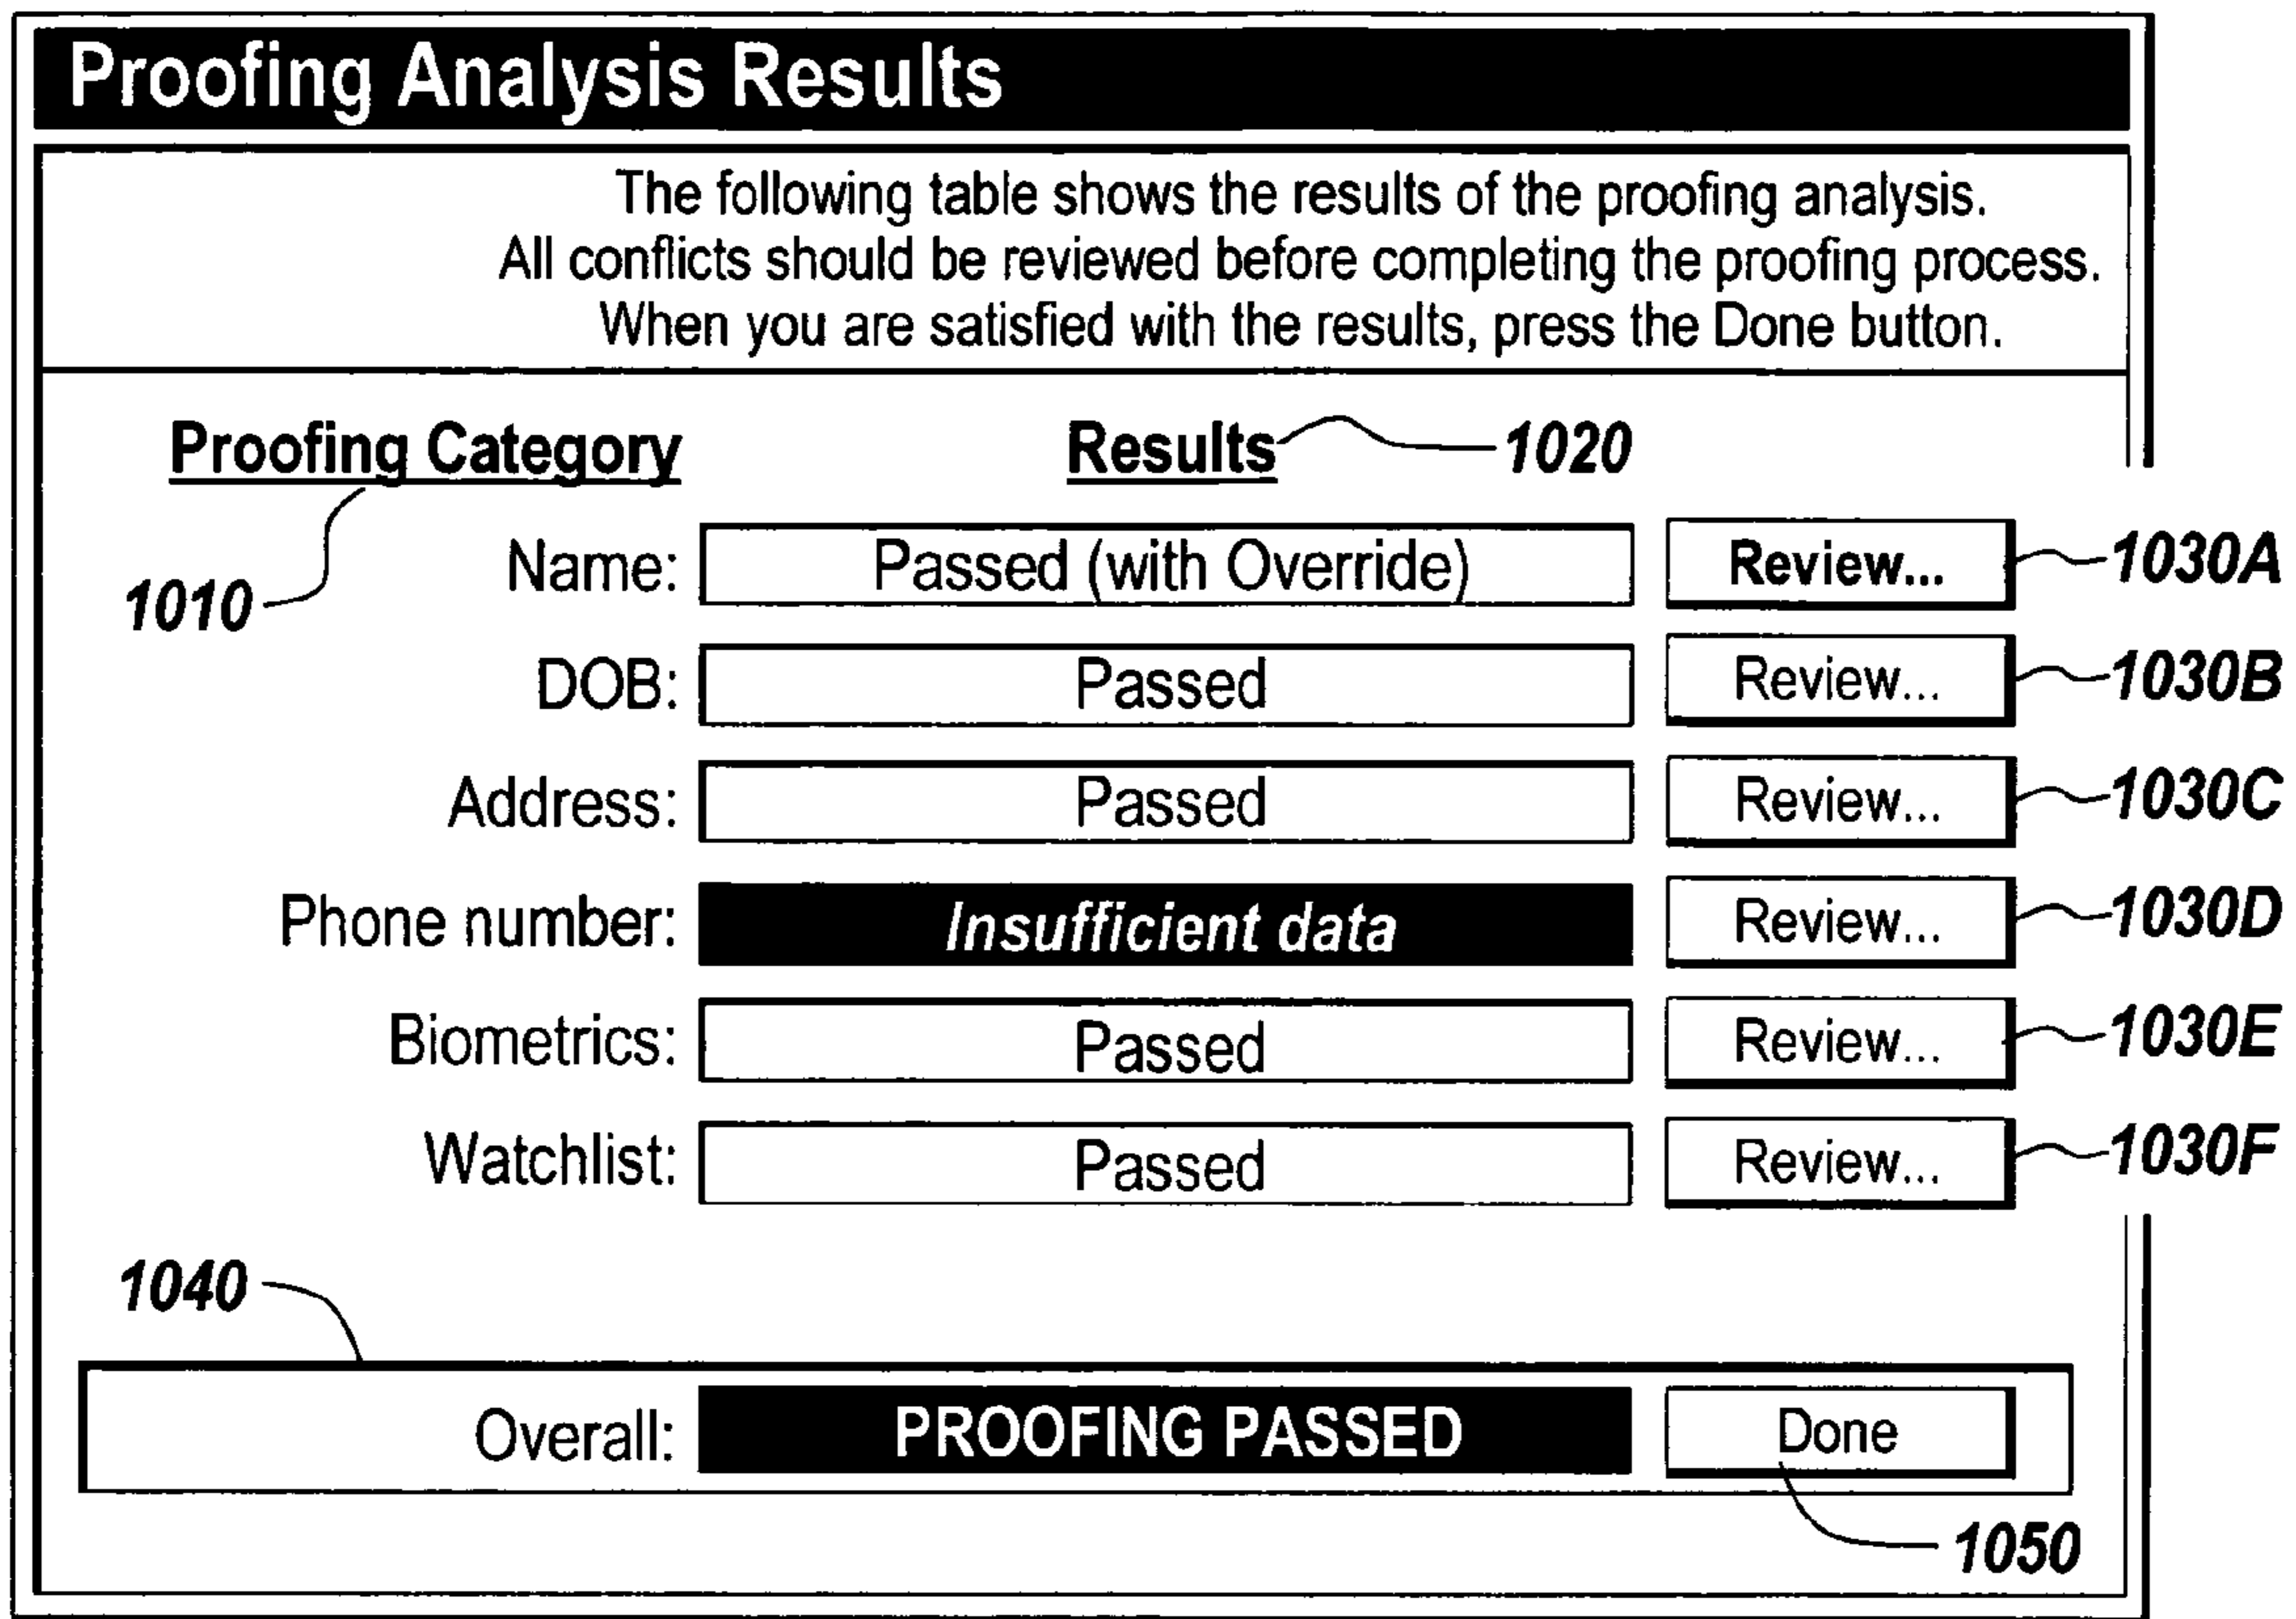 Proofing Analysis Results
The following table shows the results of the proofing analysis.
All conflicts should be reviewed before completing the proofing process.
When you are satisfied with the results, press the Done button.
Proofing Category Results 1020
1010
Name: Passed (with Override) Review... 1030A
DOB: Passed Review... 1030B
Address: Passed Review... 1030C
Phone number: Insufficient data Review... 1030D
Biometrics: Passed Review... 1030E
Watchlist: Passed Review... 1030F
1040
Overall: PROOFING PASSED Done
1050